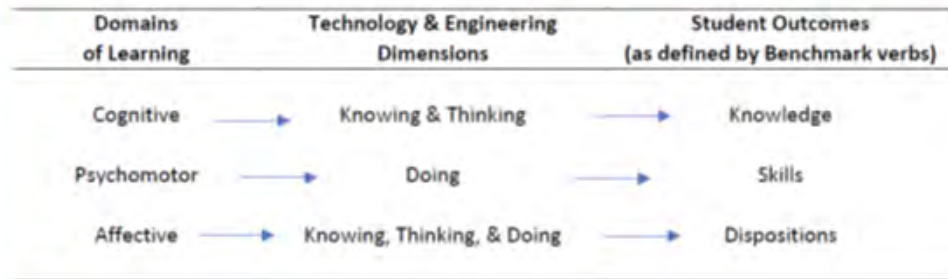 Domains Technology & Engineering Student Outcomes
of Learning Dimensions (as defined by Benchmark verbs)
Cognitive Knowing & Thinking Knowledge
Psychomotor Doing Skills
Affective Knowing, Thinking, & Doing Dispositions